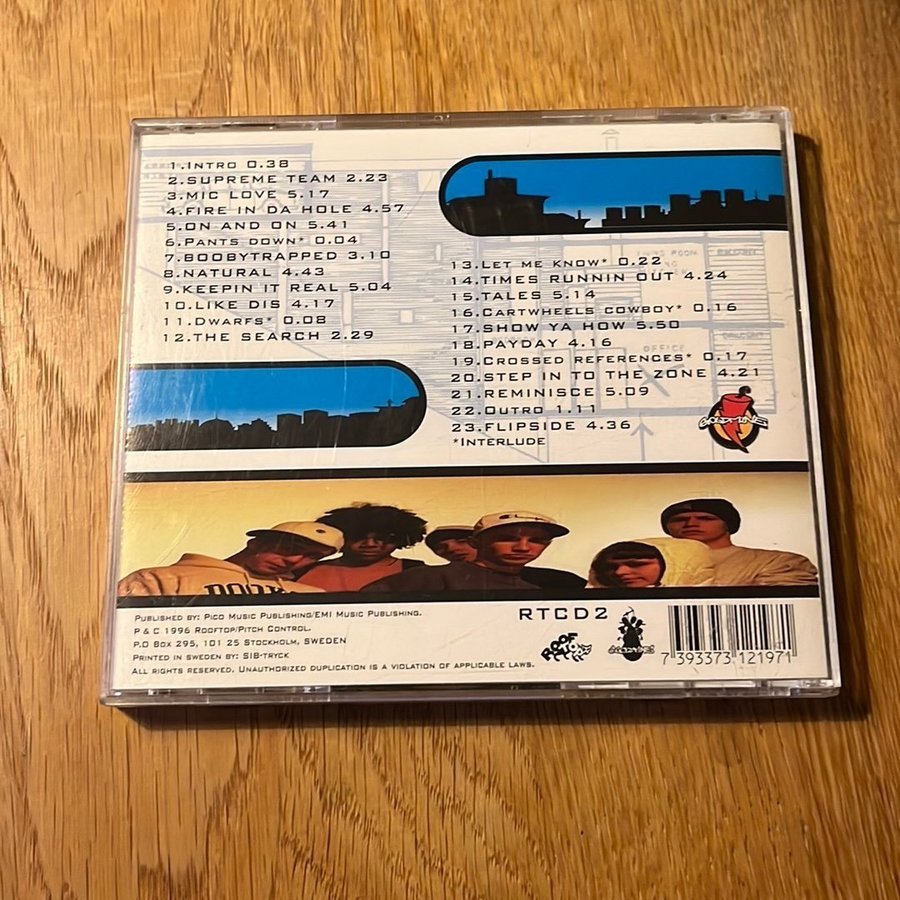 1.INTRO 0.38
2.SUPREME TEAM 2.23
3.MIC LOVE 5.17
4.FIRE IN DA HOLE 4.57
5.ON AND ON 5.41
6.PANTS DOWN* 0.04
7.BOOBYTRAPPED 3.10
8.NATURAL 4.43
9.KEEPIN IT REAL 5.04
10.LIKE DIS 4.17
11.DWARFS* 0.08
12.THE SEARCH 2.29
13.LET ME KNOW* 0.22
14.TIMES RUNNIN OUT 4.24
15.TALES 5.14
16.CARTWHEELS COWBOY* 0.16
17.SHOW YA HOW 5.50
18.PAYDAY 4.16
19.CROSSED REFERENCES* 0.17
20.STEP IN TO THE ZONE 4.21
21.REMINISCE 5.09
22.OUTRO 1.11
23.FLIPSIDE 4.36
*INTERLUDE
OFFICE
PUBLISHED BY: PICO MUSIC PUBLISHING/EMI MUSIC PUBLISHING.
P & C 1996 ROOFTOP/PITCH CONTROL.
P.O BOX 295, 101 25 STOCKHOLM, SWEDEN
PRINTED IN SWEDEN BY: SIB-TRYCK
ALL RIGHTS RESERVED. UNAUTHORIZED DUPLICATION IS A VIOLATION OF APPLICABLE LAWS.
RTCD2
ROOF TOP
7 393373 121971